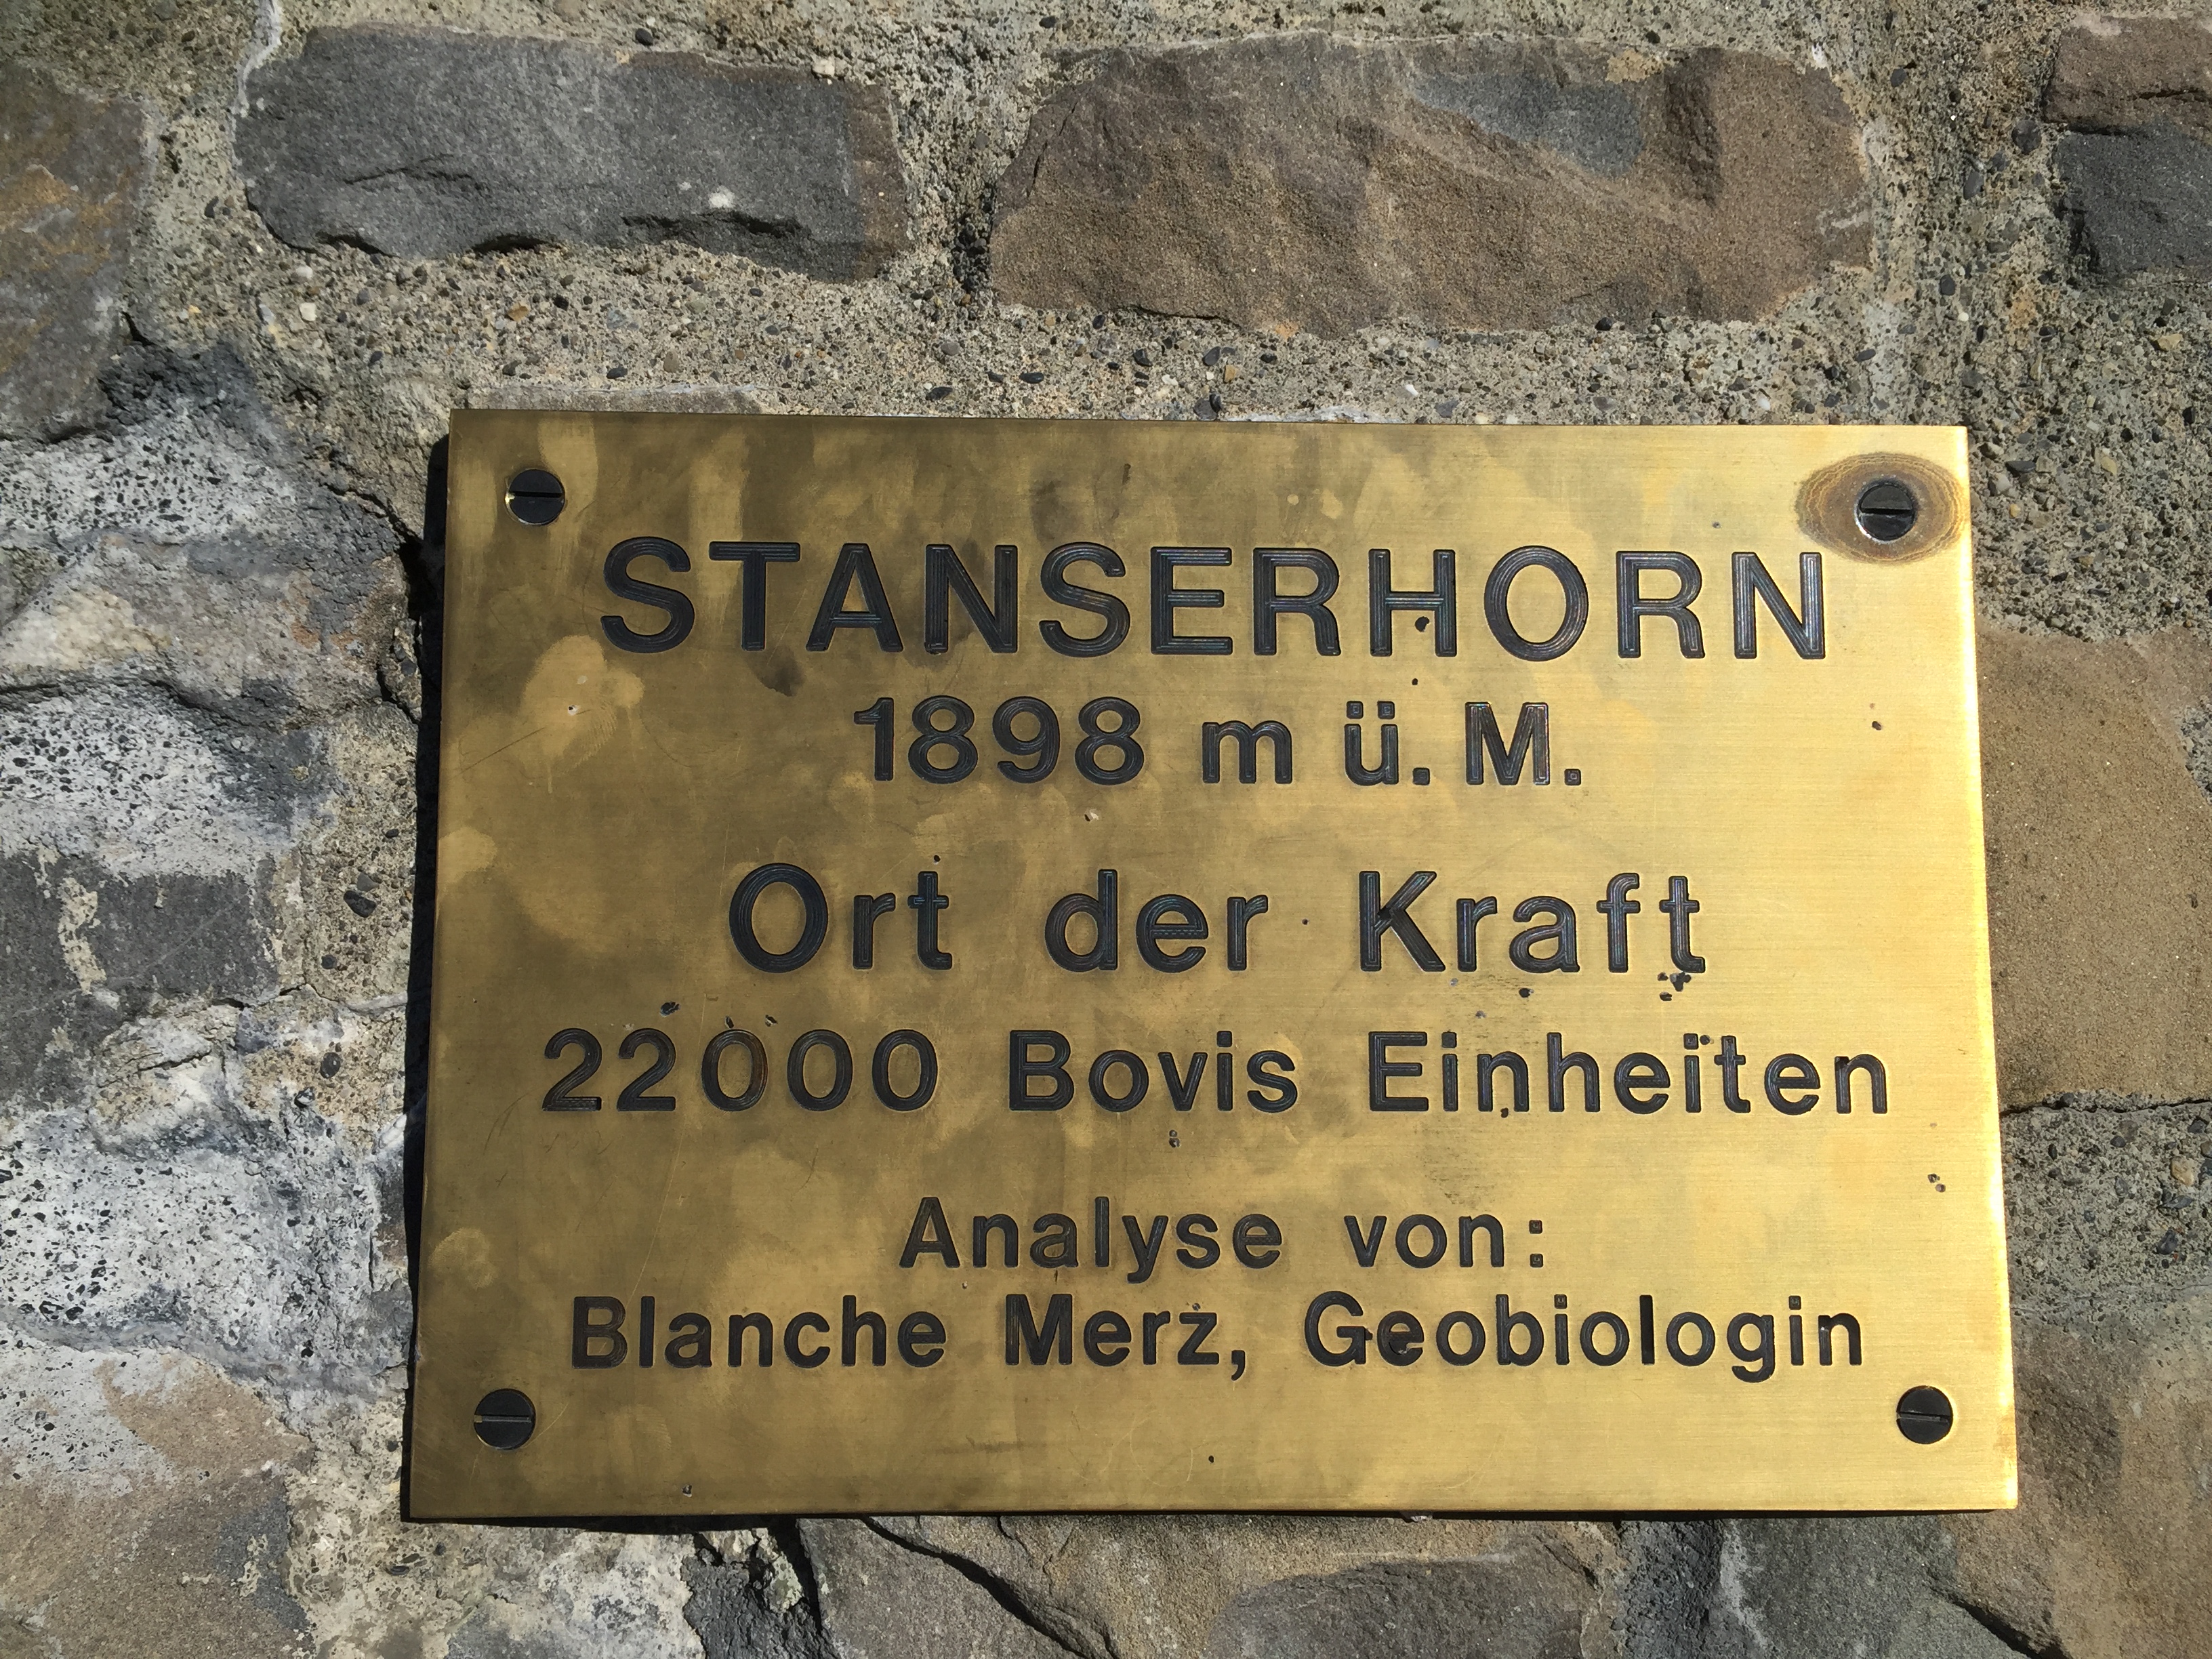 STANSERHORN
1898 m ü. M.
Ort der Kraft
22000 Bovis Einheiten
Analyse von:
Blanche Merz, Geobiologin